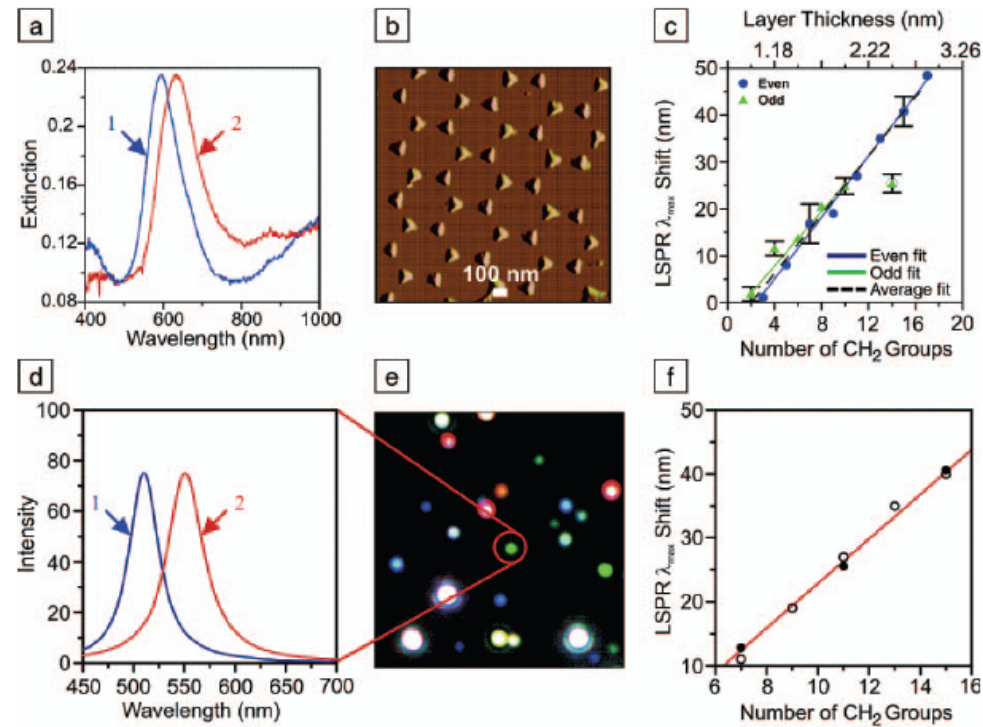 a
0.24
0.20
0.16
0.12
0.08
Extinction
1
2
400
600
800
1000
Wavelength (nm)
b
100 nm
c
Layer Thickness (nm)
1.18
2.22
3.26
50
40
30
20
10
0
LSPR λmax Shift (nm)
Even
Odd
Even fit
Odd fit
Average fit
0
4
8
12
16
20
Number of CH2 Groups
d
100
80
60
40
20
0
Intensity
1
2
450
500
550
600
650
700
Wavelength (nm)
e
f
50
40
30
20
10
LSPR λmax Shift (nm)
6
8
10
12
14
16
Number of CH2 Groups